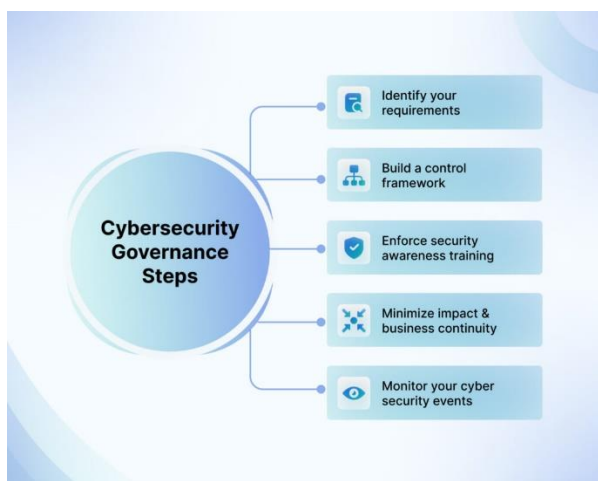 Cybersecurity
Governance
Steps
Identify your
requirements
Build a control
framework
Enforce security
awareness training
Minimize impact &
business continuity
Monitor your cyber
security events